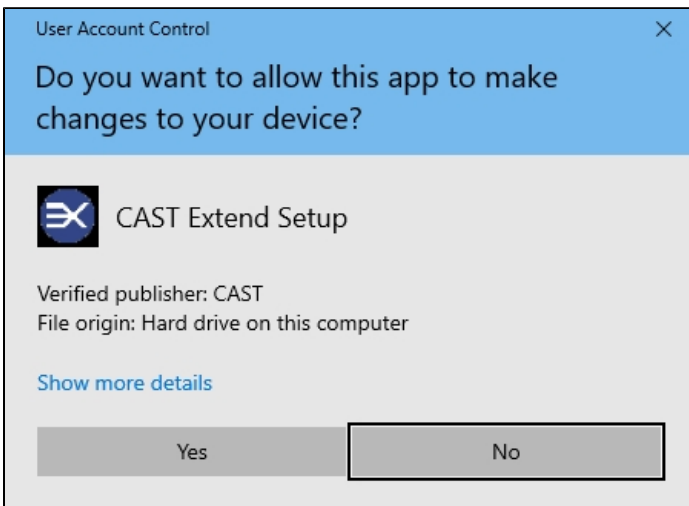 User Account Control
Do you want to allow this app to make
changes to your device?
CAST Extend Setup
Verified publisher: CAST
File origin: Hard drive on this computer
Show more details
Yes
No